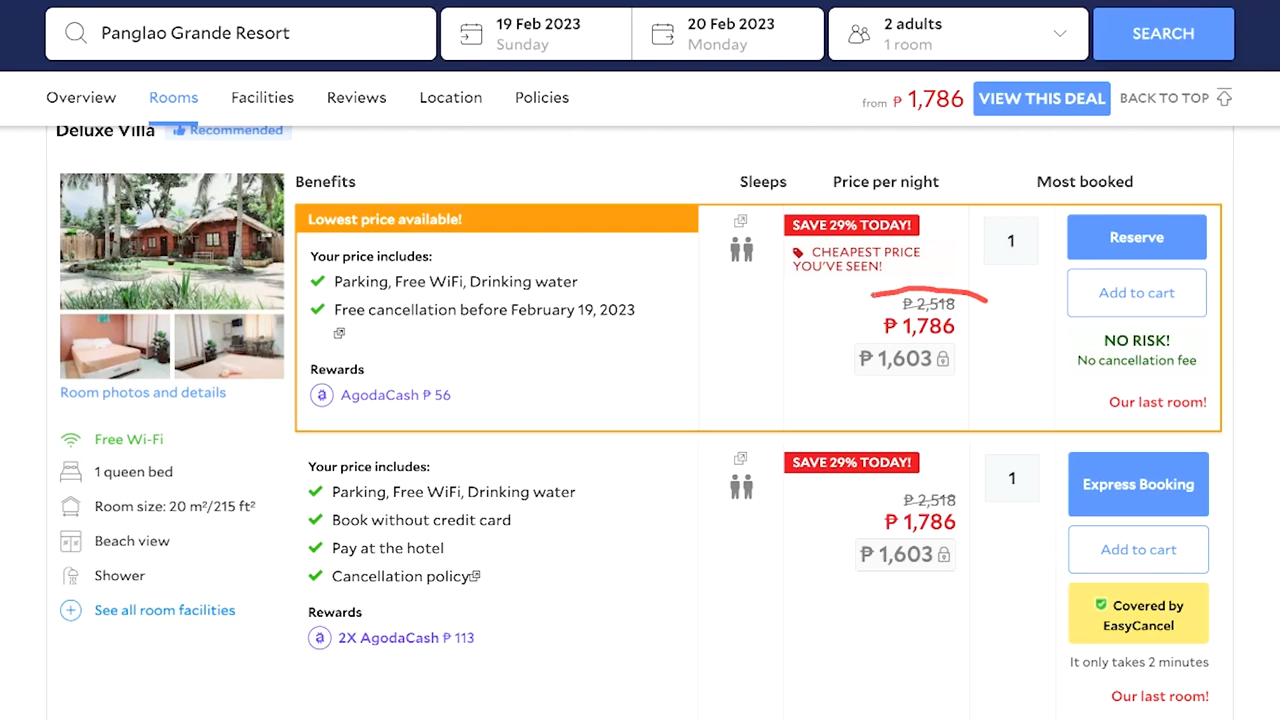 Panglao Grande Resort
19 Feb 2023
Sunday
20 Feb 2023
Monday
2 adults
1 room
SEARCH
Overview
Rooms
Facilities
Reviews
Location
Policies
from ₱ 1,786
VIEW THIS DEAL
BACK TO TOP
Deluxe Villa
Recommended
Benefits
Sleeps
Price per night
Most booked
Lowest price available!
Your price includes:
Parking, Free WiFi, Drinking water
Free cancellation before February 19, 2023
Rewards
a AgodaCash ₱ 56
SAVE 29% TODAY!
CHEAPEST PRICE
YOU'VE SEEN!
₱ 2,518
₱ 1,786
₱ 1,603
1
Reserve
Add to cart
NO RISK!
No cancellation fee
Our last room!
Room photos and details
Free Wi-Fi
1 queen bed
Room size: 20 m²/215 ft²
Beach view
Shower
See all room facilities
Your price includes:
Parking, Free WiFi, Drinking water
Book without credit card
Pay at the hotel
Cancellation policy
Rewards
a 2X AgodaCash ₱ 113
SAVE 29% TODAY!
₱ 2,518
₱ 1,786
₱ 1,603
1
Express Booking
Add to cart
Covered by
EasyCancel
It only takes 2 minutes
Our last room!